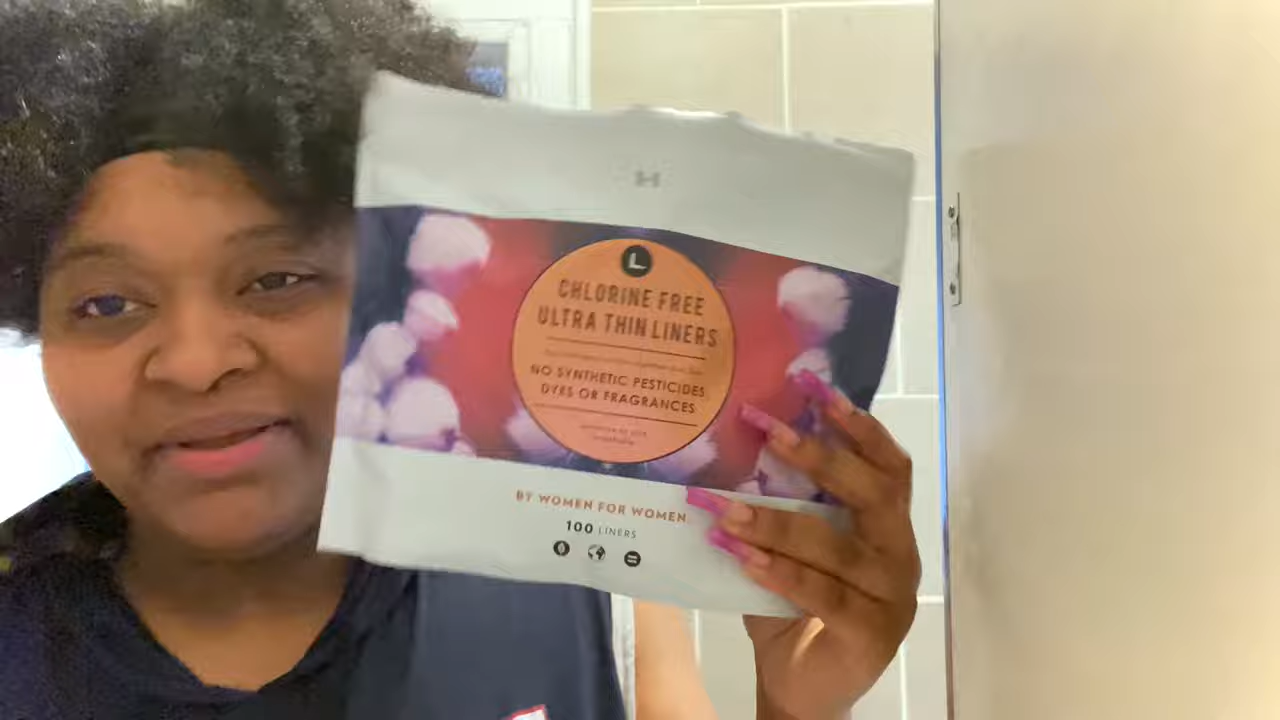 L
CHLORINE FREE
ULTRA THIN LINERS
NO SYNTHETIC PESTICIDES
DYES OR FRAGRANCES
BY WOMEN FOR WOMEN
100 LINERS